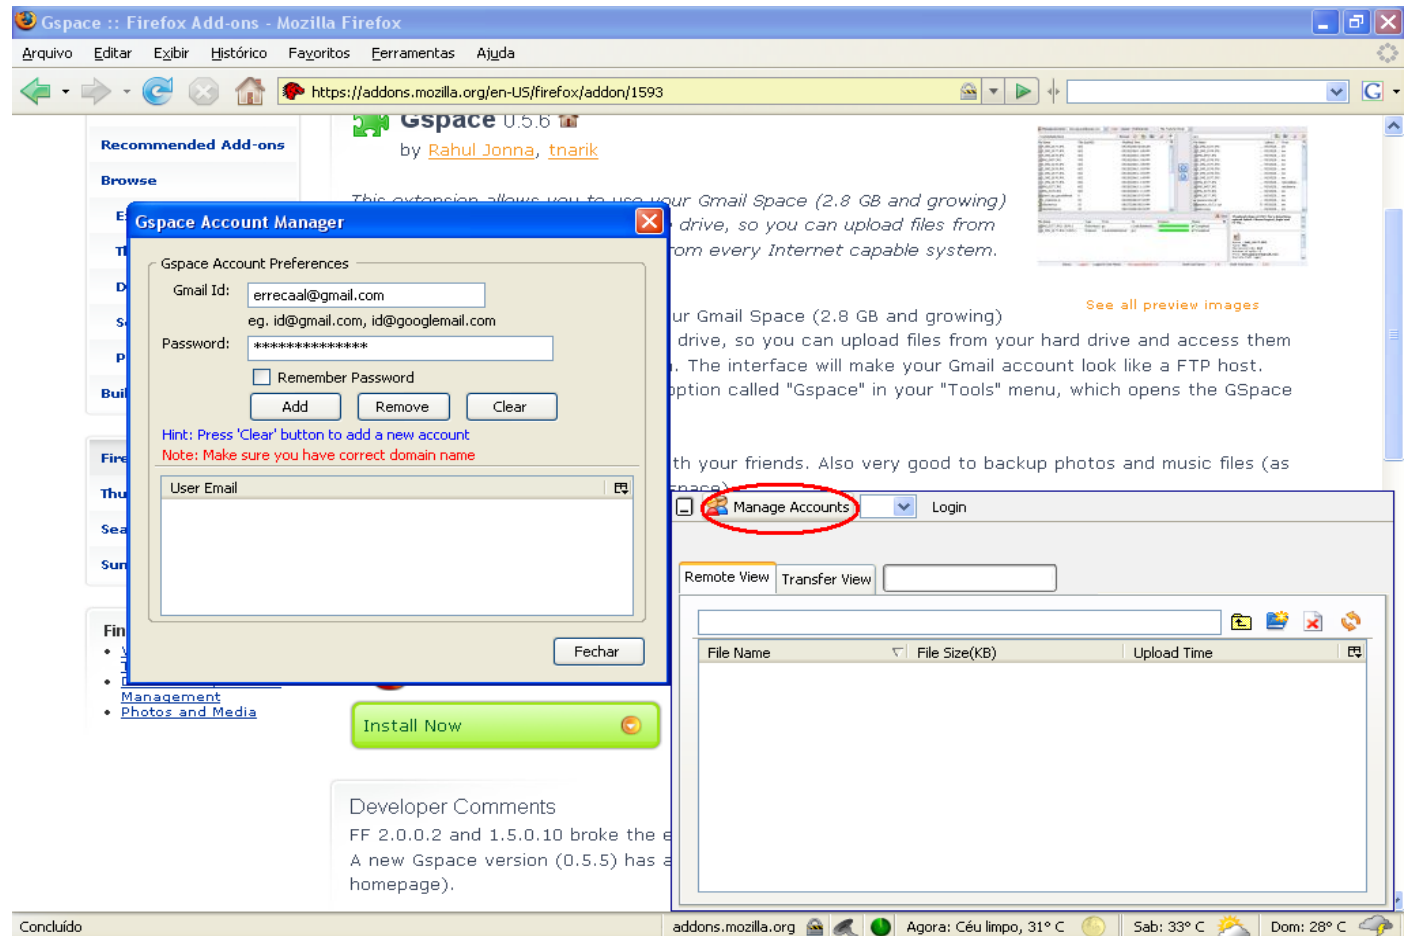 Gspace :: Firefox Add-ons - Mozilla Firefox
Arquivo Editar Exibir Histórico Favoritos Ferramentas Ajuda
https://addons.mozilla.org/en-US/firefox/addon/1593
G
Recommended Add-ons
Browse
Buil
Fire
Thu
Sea
Sun
Fin
Management
Photos and Media
Gspace 0.5.6
by Rahul Jonna, tnarik
This extension allows you to use your Gmail Space (2.8 GB and growing)
drive, so you can upload files from
from every Internet capable system.
See all preview images
ur Gmail Space (2.8 GB and growing)
drive, so you can upload files from your hard drive and access them
. The interface will make your Gmail account look like a FTP host.
option called "Gspace" in your "Tools" menu, which opens the GSpace
th your friends. Also very good to backup photos and music files (as
space)
Gspace Account Manager
Gspace Account Preferences
Gmail Id: errecaal@gmail.com
eg. id@gmail.com, id@googlemail.com
Password: **************
Remember Password
Add Remove Clear
Hint: Press 'Clear' button to add a new account
Note: Make sure you have correct domain name
User Email
Fechar
Manage Accounts Login
Remote View Transfer View
File Name File Size(KB) Upload Time
Install Now
Developer Comments
FF 2.0.0.2 and 1.5.0.10 broke the e
A new Gspace version (0.5.5) has a
homepage).
Concluído addons.mozilla.org Agora: Céu limpo, 31° C Sab: 33° C Dom: 28° C